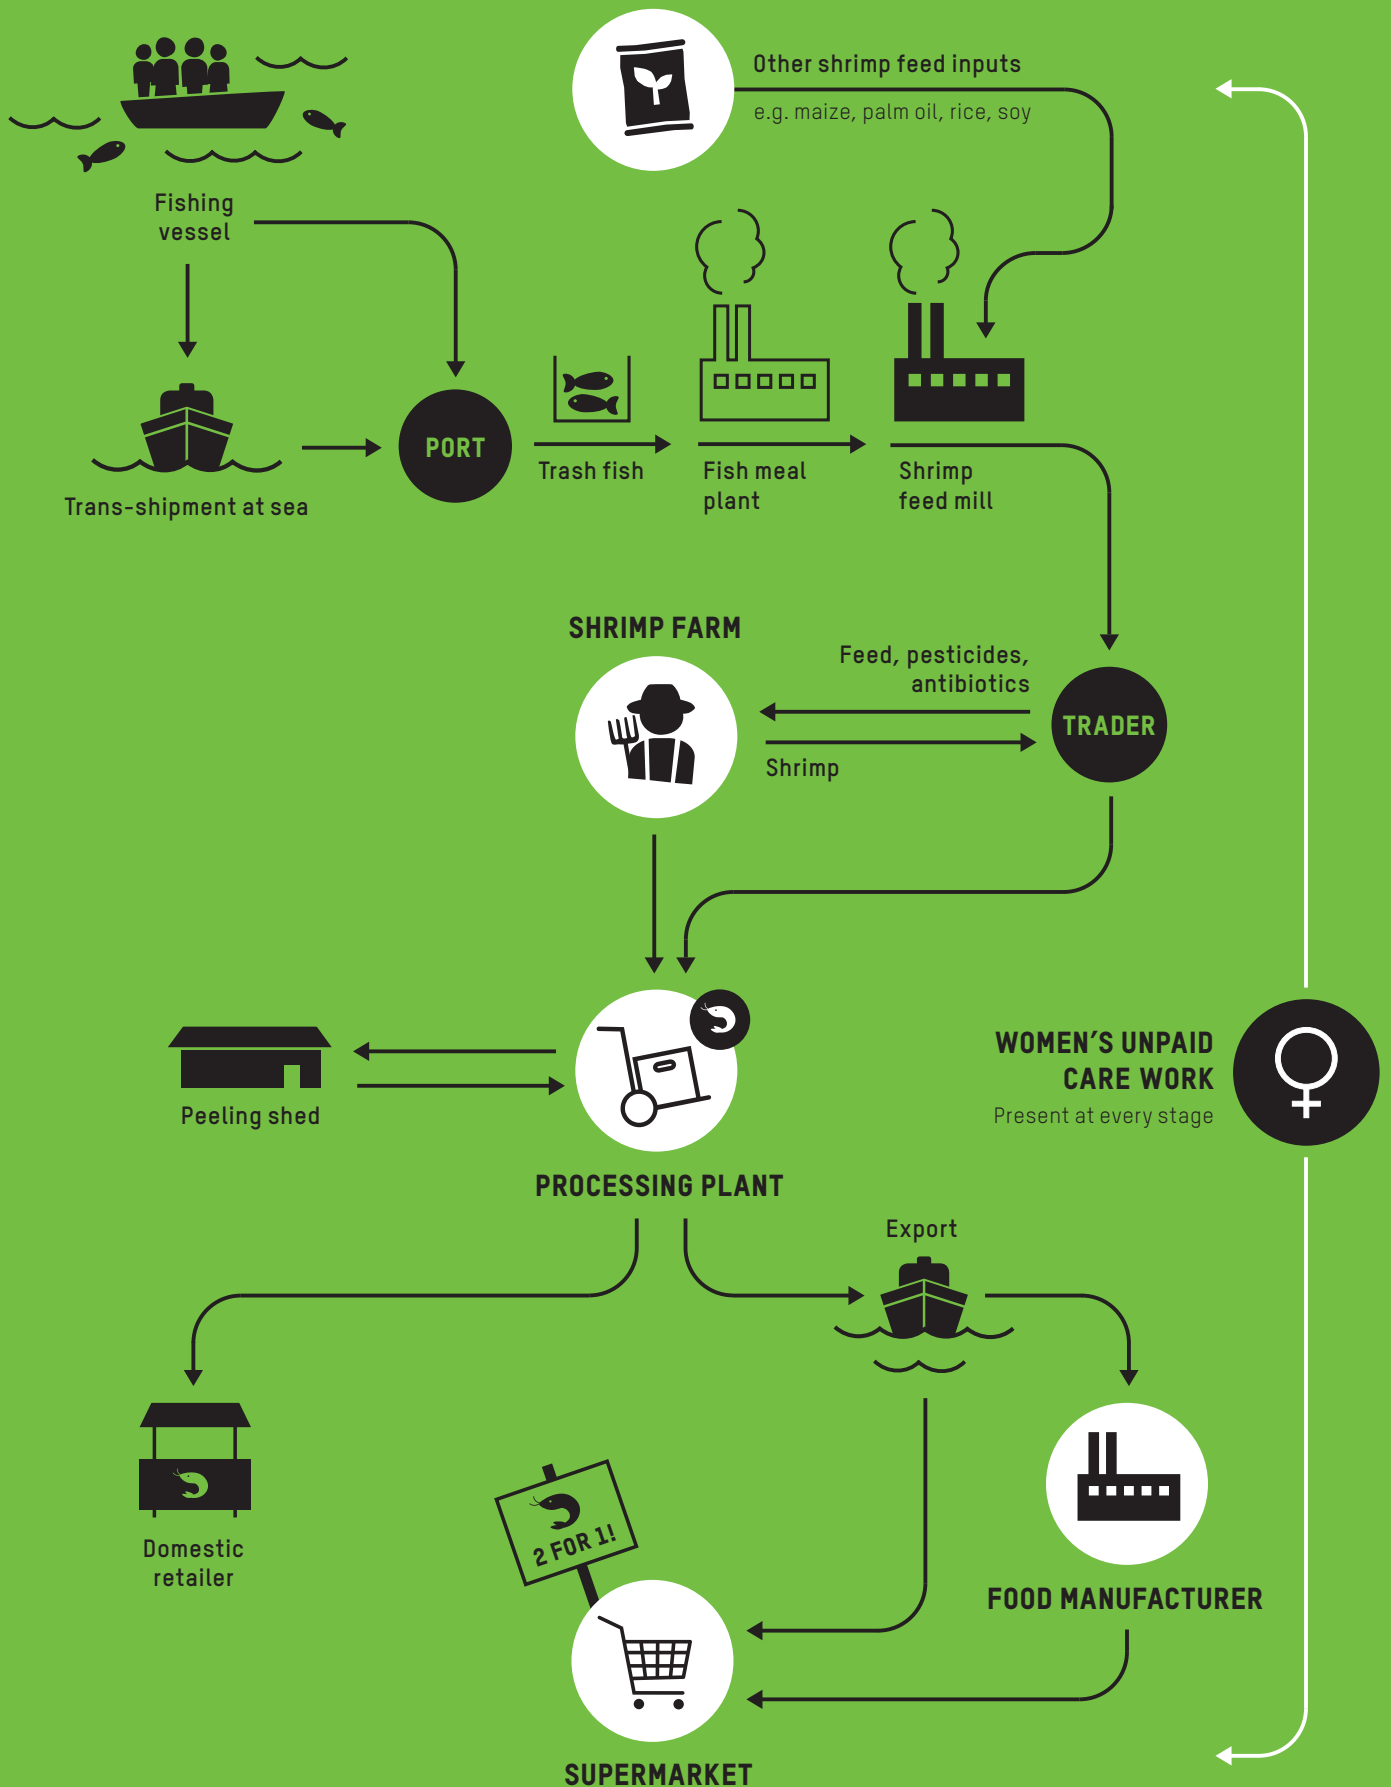 Other shrimp feed inputs
e.g. maize, palm oil, rice, soy
Fishing
vessel
Trans-shipment at sea
PORT
Trash fish
Fish meal
plant
Shrimp
feed mill
SHRIMP FARM
Feed, pesticides,
antibiotics
TRADER
Shrimp
WOMEN'S UNPAID
CARE WORK
Present at every stage
Peeling shed
PROCESSING PLANT
Export
Domestic
retailer
2 FOR 1!
FOOD MANUFACTURER
SUPERMARKET